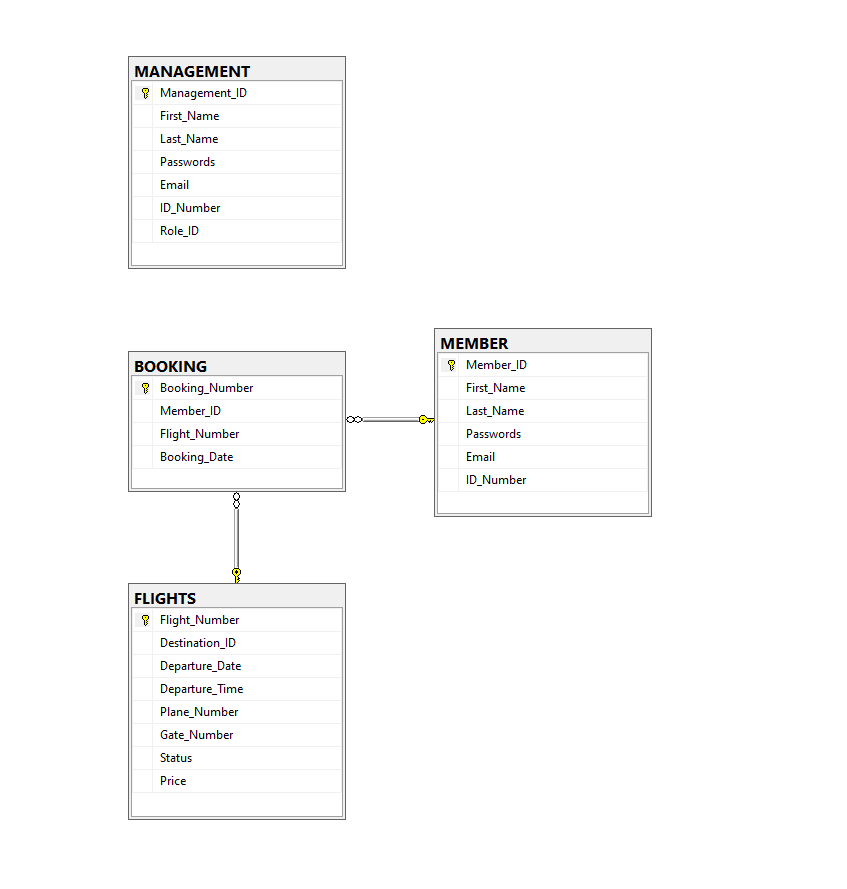 MANAGEMENT
Management_ID
First_Name
Last_Name
Passwords
Email
ID_Number
Role_ID
BOOKING
Booking_Number
Member_ID
Flight_Number
Booking_Date
MEMBER
Member_ID
First_Name
Last_Name
Passwords
Email
ID_Number
FLIGHTS
Flight_Number
Destination_ID
Departure_Date
Departure_Time
Plane_Number
Gate_Number
Status
Price